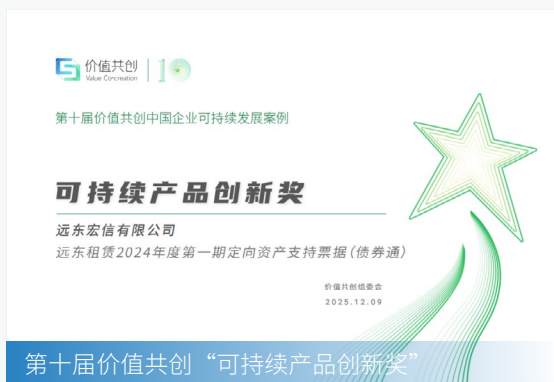 价值共创
Value Co-creation
10
第十届价值共创中国企业可持续发展案例
可持续产品创新奖
远东宏信有限公司
远东租赁2024年度第一期定向资产支持票据(债券通)
价值共创组委会
2025.12.09
第十届价值共创“可持续产品创新奖”